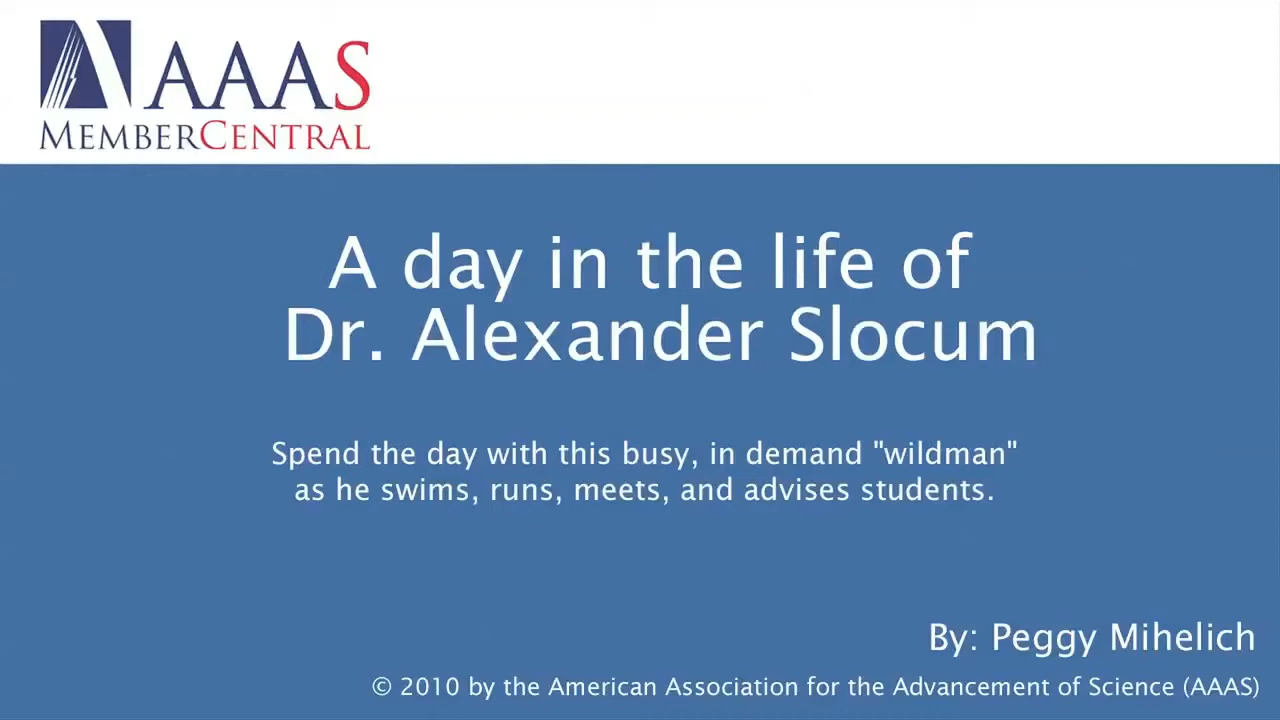 AAAS
MEMBERCENTRAL
A day in the life of
Dr. Alexander Slocum
Spend the day with this busy, in demand "wildman"
as he swims, runs, meets, and advises students.
By: Peggy Mihelich
© 2010 by the American Association for the Advancement of Science (AAAS)